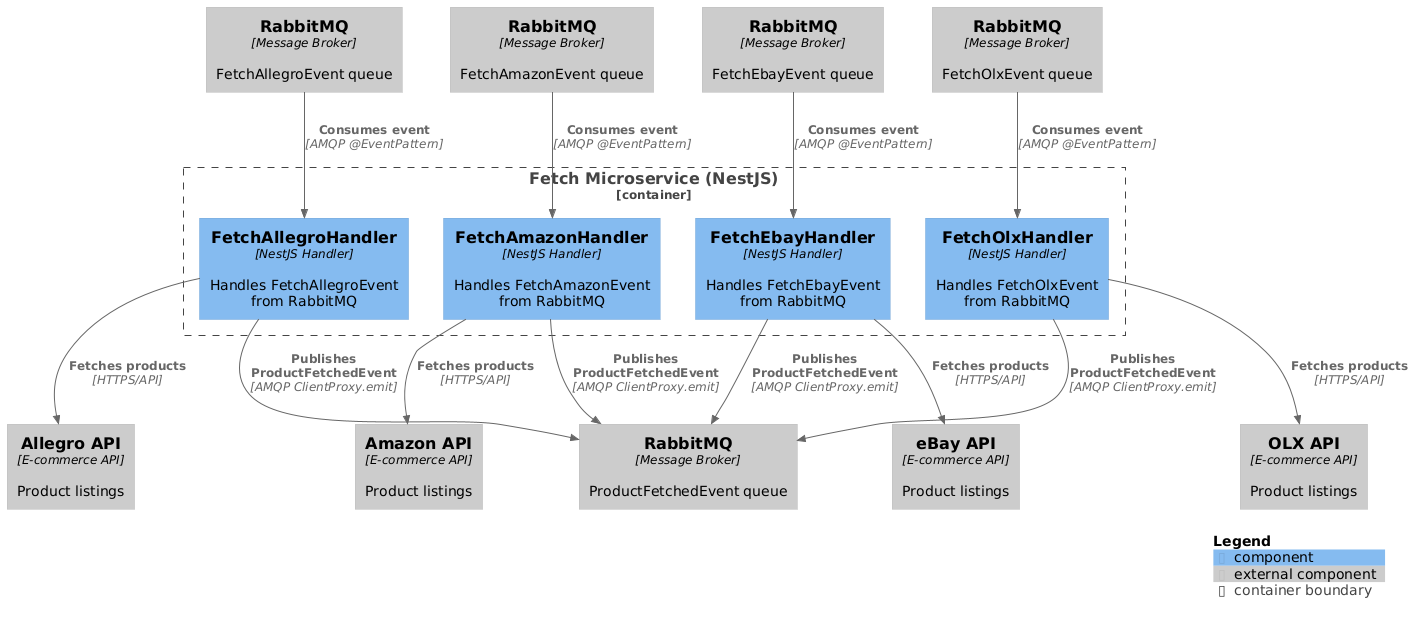 RabbitMQ
[Message Broker]
FetchAllegroEvent queue
RabbitMQ
[Message Broker]
FetchAmazonEvent queue
RabbitMQ
[Message Broker]
FetchEbayEvent queue
RabbitMQ
[Message Broker]
FetchOlxEvent queue
Consumes event
[AMQP @EventPattern]
Consumes event
[AMQP @EventPattern]
Consumes event
[AMQP @EventPattern]
Consumes event
[AMQP @EventPattern]
Fetch Microservice (NestJS)
[container]
FetchAllegroHandler
[NestJS Handler]
Handles FetchAllegroEvent
from RabbitMQ
FetchAmazonHandler
[NestJS Handler]
Handles FetchAmazonEvent
from RabbitMQ
FetchEbayHandler
[NestJS Handler]
Handles FetchEbayEvent
from RabbitMQ
FetchOlxHandler
[NestJS Handler]
Handles FetchOlxEvent
from RabbitMQ
Fetches products
[HTTPS/API]
Publishes
ProductFetchedEvent
[AMQP ClientProxy.emit]
Fetches products
[HTTPS/API]
Publishes
ProductFetchedEvent
[AMQP ClientProxy.emit]
Publishes
ProductFetchedEvent
[AMQP ClientProxy.emit]
Fetches products
[HTTPS/API]
Publishes
ProductFetchedEvent
[AMQP ClientProxy.emit]
Fetches products
[HTTPS/API]
Allegro API
[E-commerce API]
Product listings
Amazon API
[E-commerce API]
Product listings
RabbitMQ
[Message Broker]
ProductFetchedEvent queue
eBay API
[E-commerce API]
Product listings
OLX API
[E-commerce API]
Product listings
Legend
component
external component
container boundary